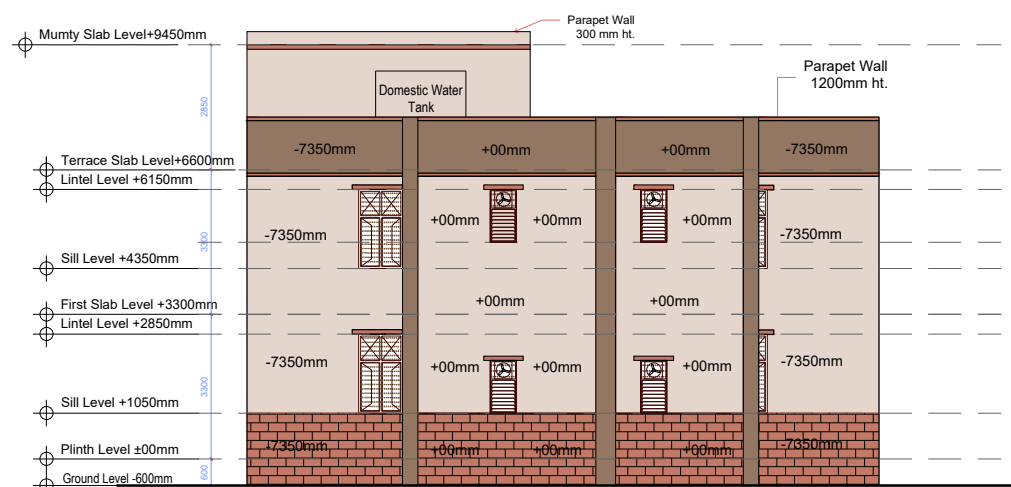 Parapet Wall
300 mm ht.
Mumty Slab Level+9450mm
Parapet Wall
1200mm ht.
Domestic Water
Tank
2850
-7350mm +00mm +00mm -7350mm
Terrace Slab Level+6600mm
Lintel Level +6150mm
+00mm +00mm +00mm
-7350mm -7350mm
3300
Sill Level +4350mm
First Slab Level +3300mm
+00mm +00mm
Lintel Level +2850mm
-7350mm -7350mm
+00mm +00mm +00mm
3300
Sill Level +1050mm
-7350mm +00mm +00mm +00mm -7350mm
Plinth Level ±00mm
600
Ground Level -600mm